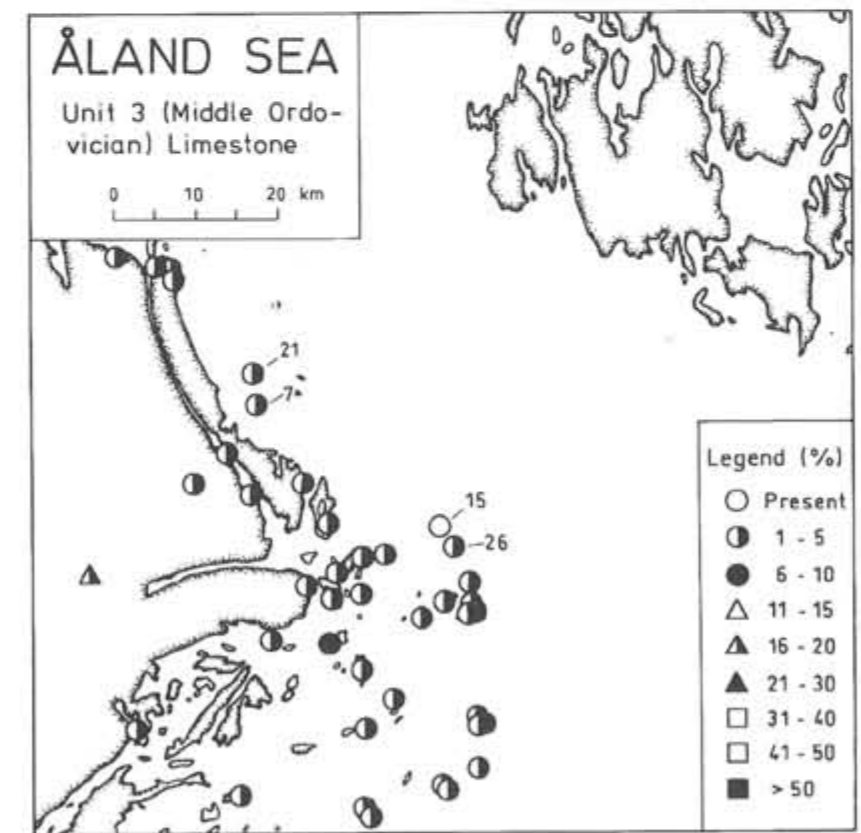 ÅLAND SEA
Unit 3 (Middle Ordo-
vician) Limestone
0 10 20 km
21
7
15
26
Legend (%)
Present
1 - 5
6 - 10
11 - 15
16 - 20
21 - 30
31 - 40
41 - 50
> 50